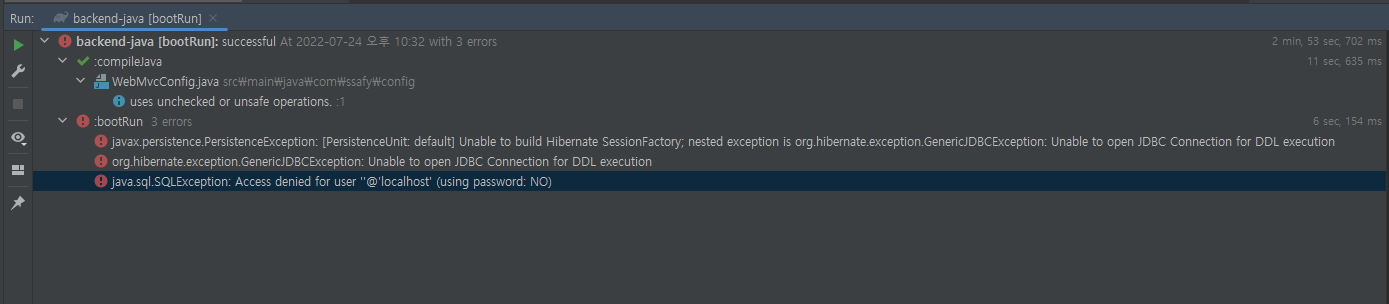 Run: backend-java [bootRun] ×
backend-java [bootRun]: successful At 2022-07-24 오후 10:32 with 3 errors 2 min, 53 sec, 702 ms
:compileJava 11 sec, 635 ms
WebMvcConfig.java src₩main₩java₩com₩ssafy₩config
uses unchecked or unsafe operations. :1
:bootRun 3 errors 6 sec, 154 ms
javax.persistence.PersistenceException: [PersistenceUnit: default] Unable to build Hibernate SessionFactory; nested exception is org.hibernate.exception.GenericJDBCException: Unable to open JDBC Connection for DDL execution
org.hibernate.exception.GenericJDBCException: Unable to open JDBC Connection for DDL execution
java.sql.SQLException: Access denied for user ''@'localhost' (using password: NO)